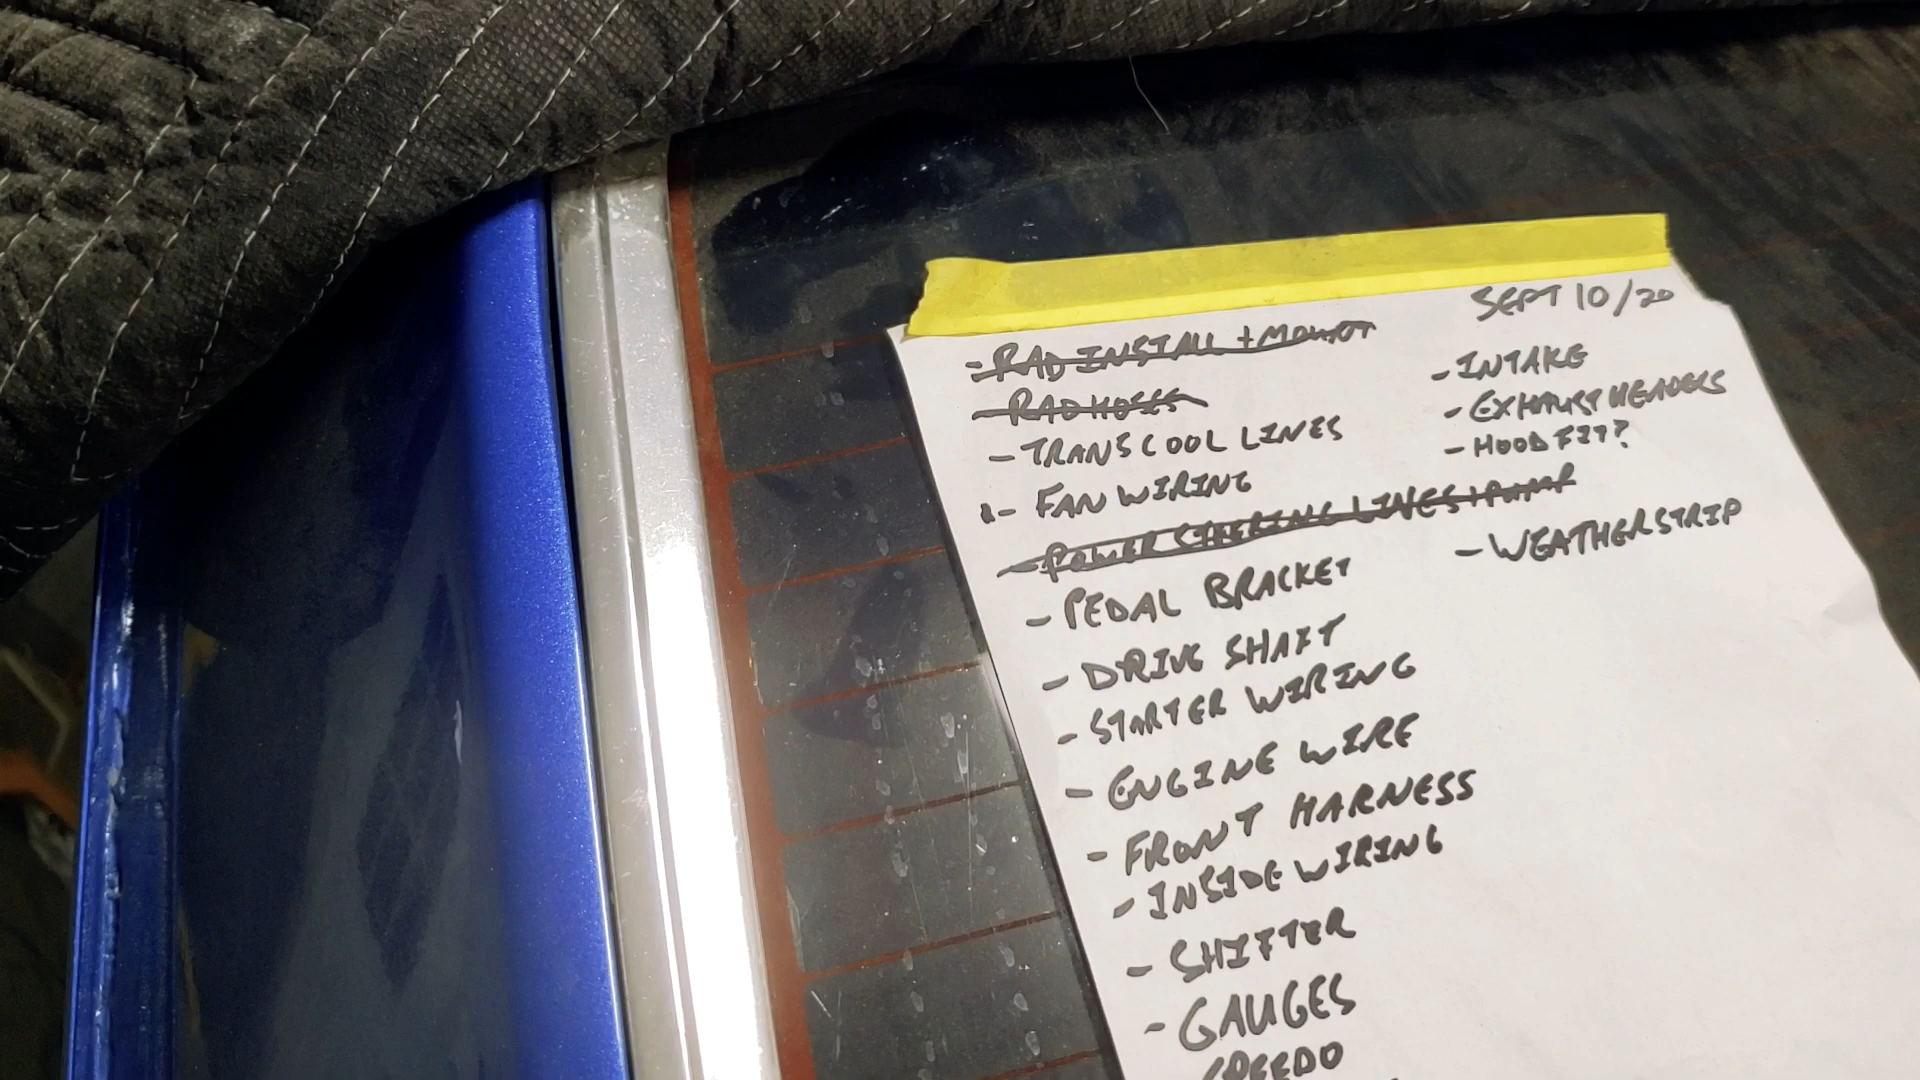 SEPT 10/20
- RAD INSTALL + MOUNT
- RAD HOSES
- TRANS COOL LINES
- FAN WIRING
- POWER STEERING LINES + PUMP
- PEDAL BRACKET
- DRIVE SHAFT
- STARTER WIRING
- ENGINE WIRE
- FRONT HARNESS
- INSIDE WIRING
- SHIFTER
- GAUGES
SPEEDO
- INTAKE
- EXHAUST HEADERS
- HOOD FIT?
- WEATHERSTRIP